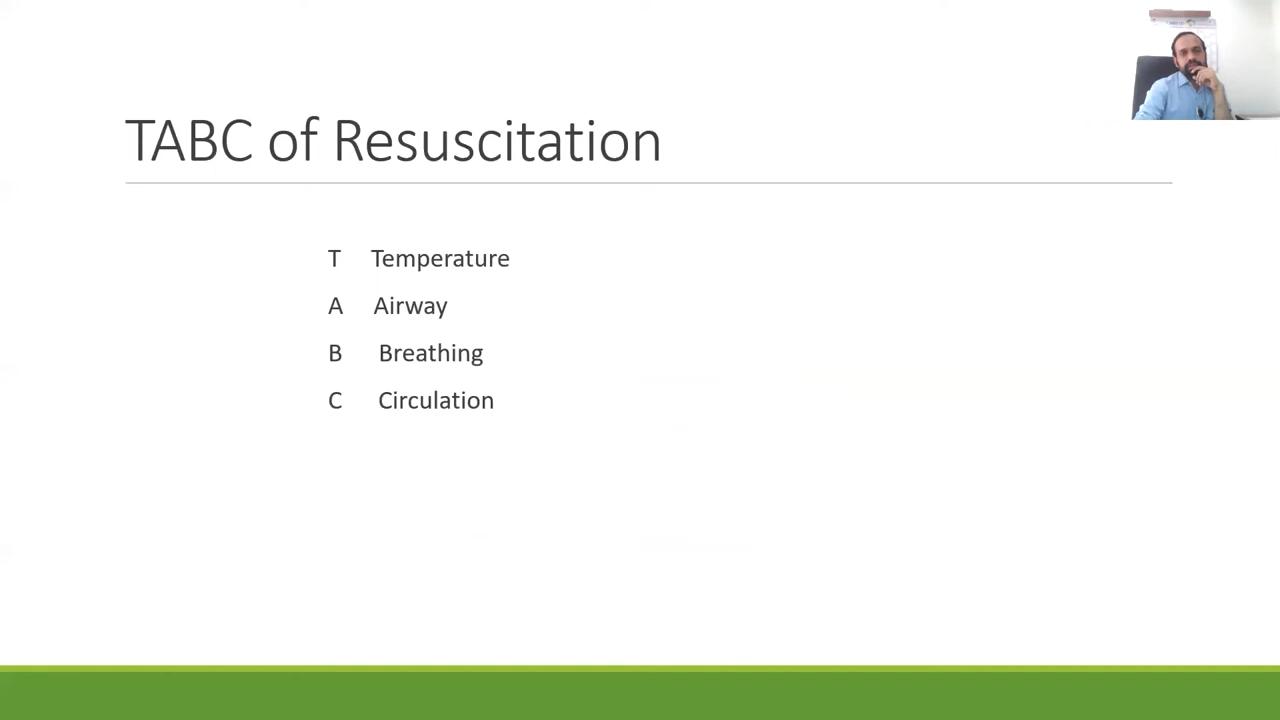 TABC of Resuscitation
T Temperature
A Airway
B Breathing
C Circulation